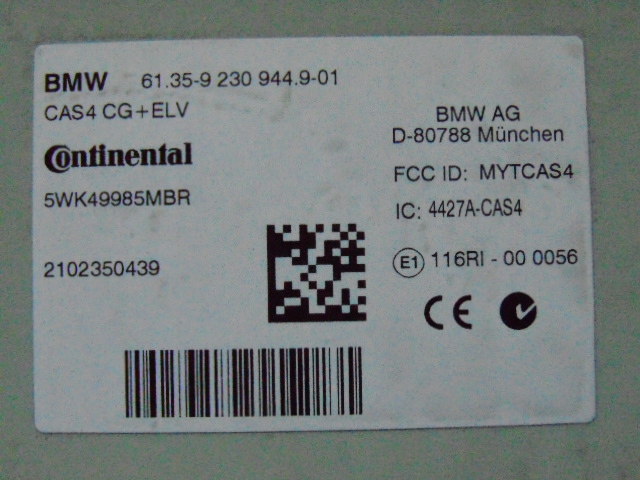 BMW 61.35-9 230 944.9-01
CAS4 CG+ELV
Continental
5WK49985MBR
2102350439
BMW AG
D-80788 München
FCC ID: MYTCAS4
IC: 4427A-CAS4
E1 116RI - 00 0056
CE